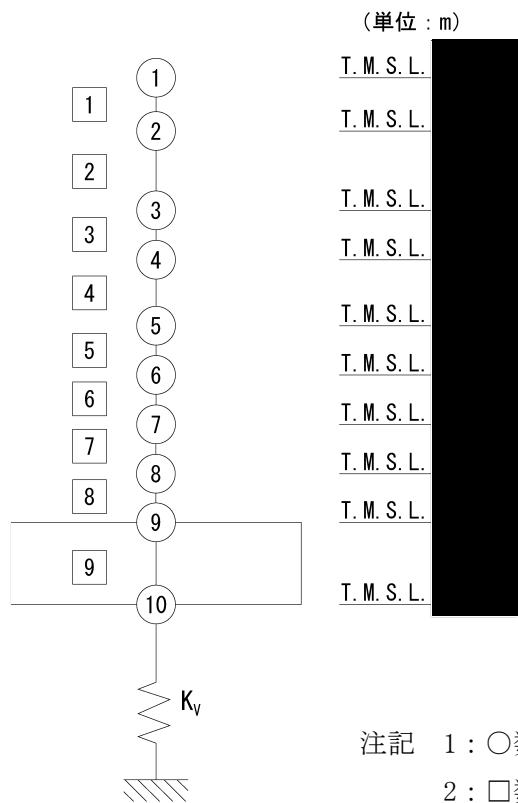 (単位：m)
1 T.M.S.L.
1
2 T.M.S.L.
2
3 T.M.S.L.
3
4 T.M.S.L.
4
5 T.M.S.L.
5
6 T.M.S.L.
6
7 T.M.S.L.
7
8 T.M.S.L.
8
9 T.M.S.L.
9
10 T.M.S.L.
KV
注記 1：○
2：□